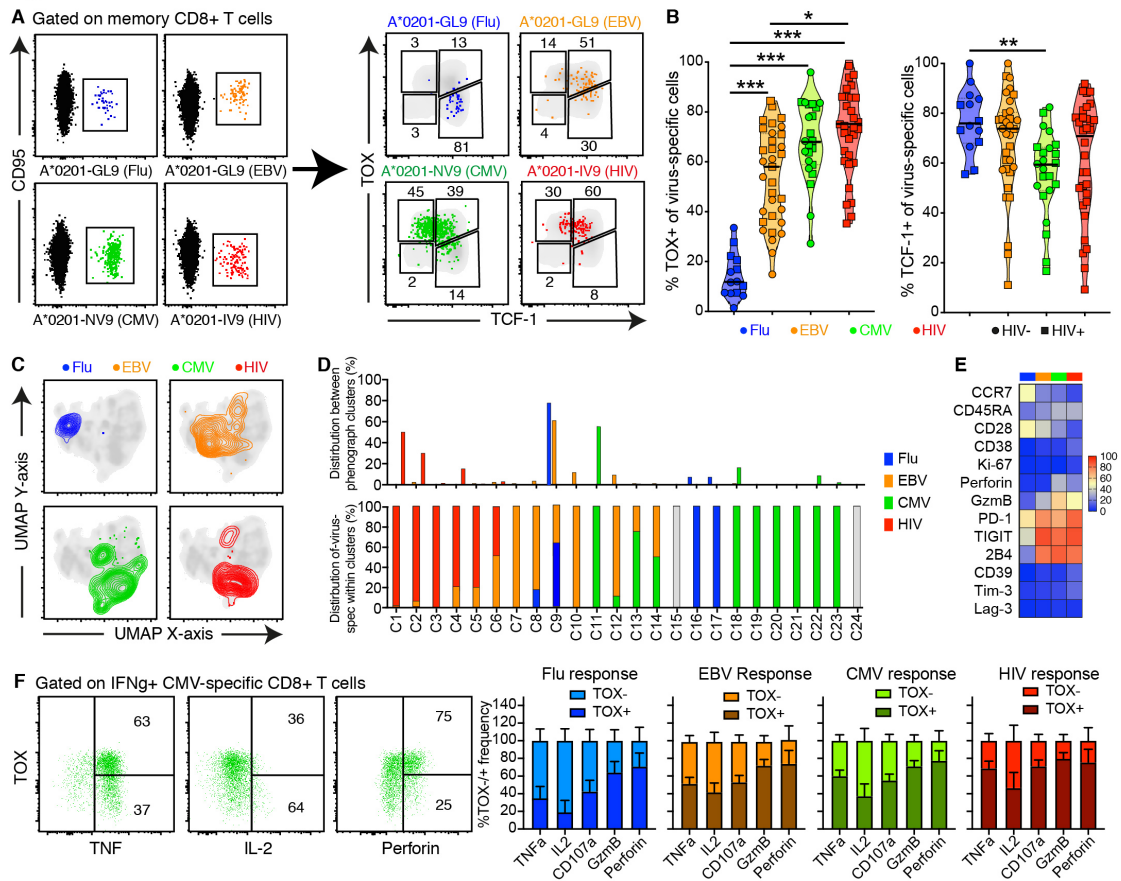 A Gated on memory CD8+ T cells
CD95
A*0201-GL9 (Flu)
A*0201-GL9 (EBV)
A*0201-NV9 (CMV)
A*0201-IV9 (HIV)
A*0201-GL9 (Flu)
3
13
3
81
A*0201-GL9 (EBV)
14
51
4
30
TOX
A*0201-NV9 (CMV)
45
39
2
14
A*0201-IV9 (HIV)
30
60
2
8
TCF-1
B
% TOX+ of virus-specific cells
100
80
60
40
20
0
***
***
***
*
% TCF-1+ of virus-specific cells
100
80
60
40
20
0
**
Flu
EBV
CMV
HIV
HIV-
HIV+
C
Flu
EBV
CMV
HIV
UMAP Y-axis
UMAP X-axis
D
Distirbution between
phenograph clusters (%)
100
80
60
40
20
0
Distirbution of-virus-
spec within clusters (%)
100
80
60
40
20
0
C1 C2 C3 C4 C5 C6 C7 C8 C9 C10 C11 C12 C13 C14 C15 C16 C17 C18 C19 C20 C21 C22 C23 C24
Flu
EBV
CMV
HIV
E
CCR7
CD45RA
CD28
CD38
Ki-67
Perforin
GzmB
PD-1
TIGIT
2B4
CD39
Tim-3
Lag-3
100
80
60
40
20
0
F Gated on IFNg+ CMV-specific CD8+ T cells
TOX
63
37
TNF
36
64
IL-2
75
25
Perforin
%TOX-/+ frequency
140
120
100
80
60
40
20
0
Flu response
TOX-
TOX+
TNFa IL2 CD107a GzmB Perforin
EBV Response
TOX-
TOX+
TNFa IL2 CD107a GzmB Perforin
CMV response
TOX-
TOX+
TNFa IL2 CD107a GzmB Perforin
HIV response
TOX-
TOX+
TNFa IL2 CD107a GzmB Perforin